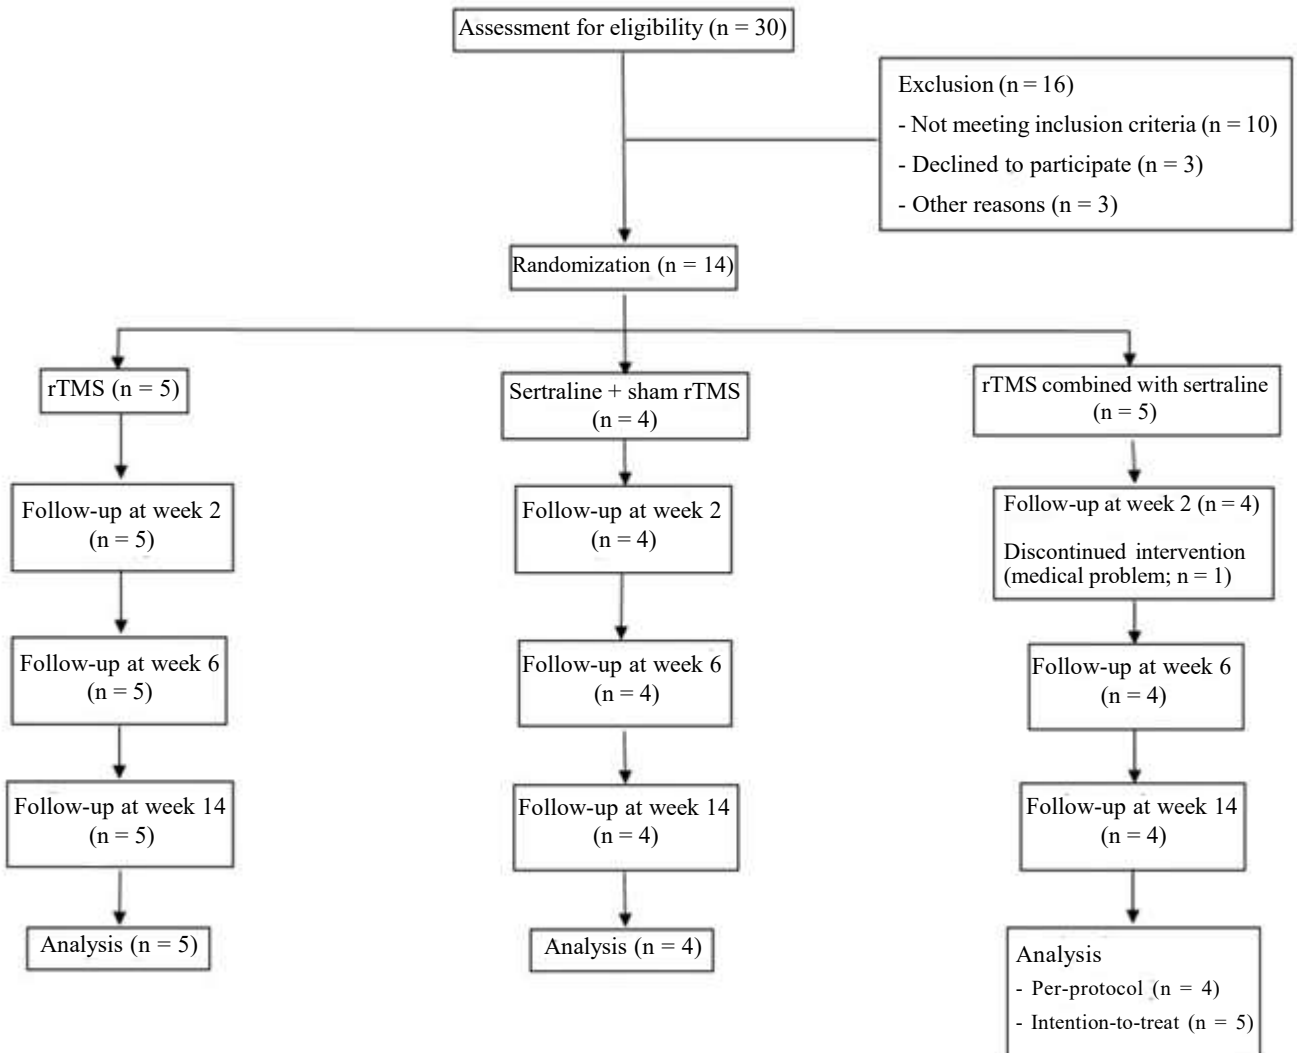 Assessment for eligibility (n = 30)
Exclusion (n = 16)
- Not meeting inclusion criteria (n = 10)
- Declined to participate (n = 3)
- Other reasons (n = 3)
Randomization (n = 14)
rTMS (n = 5)
Sertraline + sham rTMS
(n = 4)
rTMS combined with sertraline
(n = 5)
Follow-up at week 2
(n = 5)
Follow-up at week 2
(n = 4)
Follow-up at week 2 (n = 4)
Discontinued intervention
(medical problem; n = 1)
Follow-up at week 6
(n = 5)
Follow-up at week 6
(n = 4)
Follow-up at week 6
(n = 4)
Follow-up at week 14
(n = 5)
Follow-up at week 14
(n = 4)
Follow-up at week 14
(n = 4)
Analysis (n = 5)
Analysis (n = 4)
Analysis
- Per-protocol (n = 4)
- Intention-to-treat (n = 5)